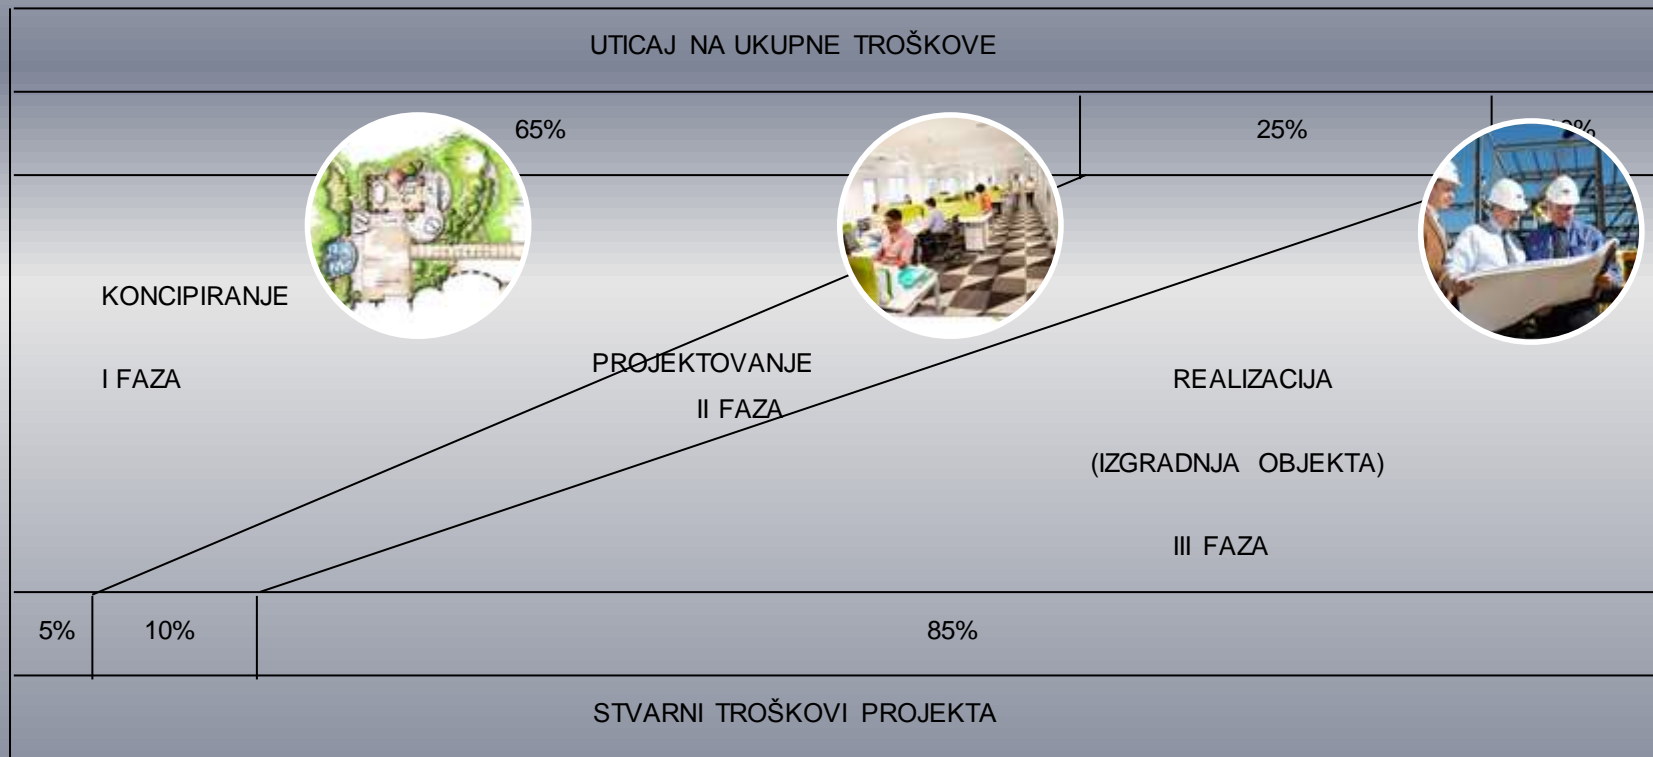 UTICAJ NA UKUPNE TROŠKOVE
65% 25%
KONCIPIRANJE
I FAZA
PROJEKTOVANJE
II FAZA
REALIZACIJA
(IZGRADNJA OBJEKTA)
III FAZA
5% 10% 85%
STVARNI TROŠKOVI PROJEKTA